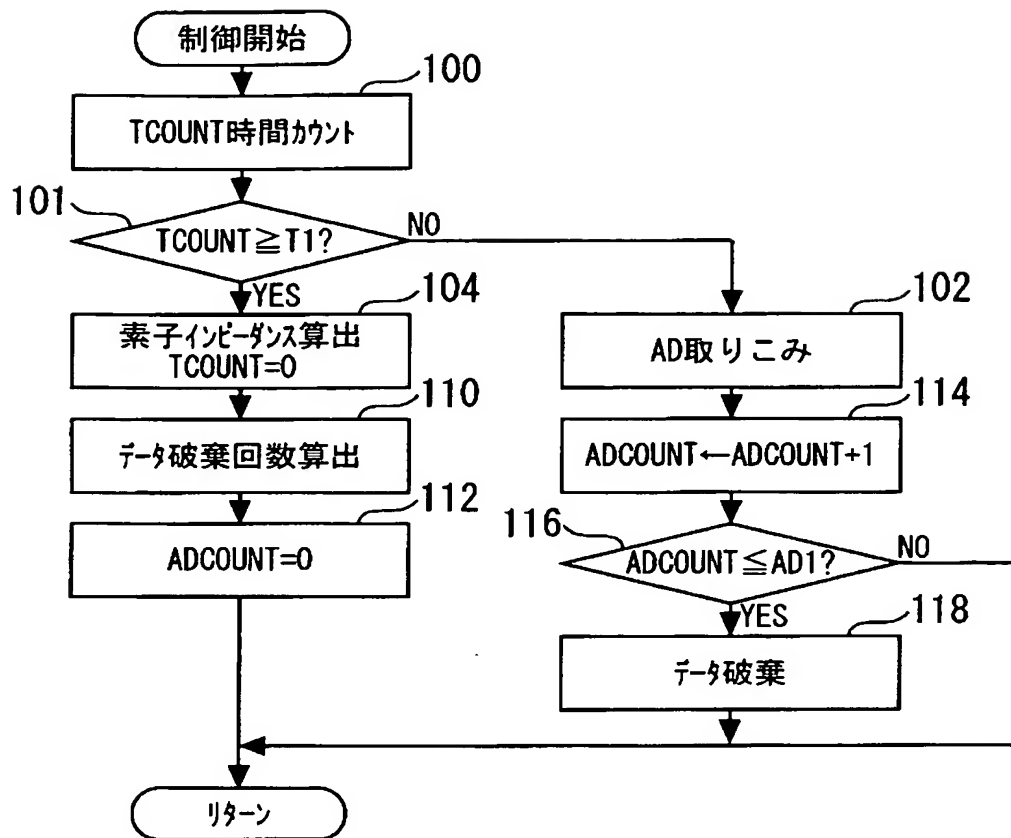 制御開始
100
TCOUNT時間ｶｳﾝﾄ
101
TCOUNT≧T1?
NO
YES
104
素子ｲﾝﾋﾟｰﾀﾞﾝｽ算出
TCOUNT=0
110
ﾃﾞｰﾀ破棄回数算出
112
ADCOUNT=0
102
AD取りこみ
114
ADCOUNT←ADCOUNT+1
116
ADCOUNT≦AD1?
NO
YES
118
ﾃﾞｰﾀ破棄
ﾘﾀｰﾝ